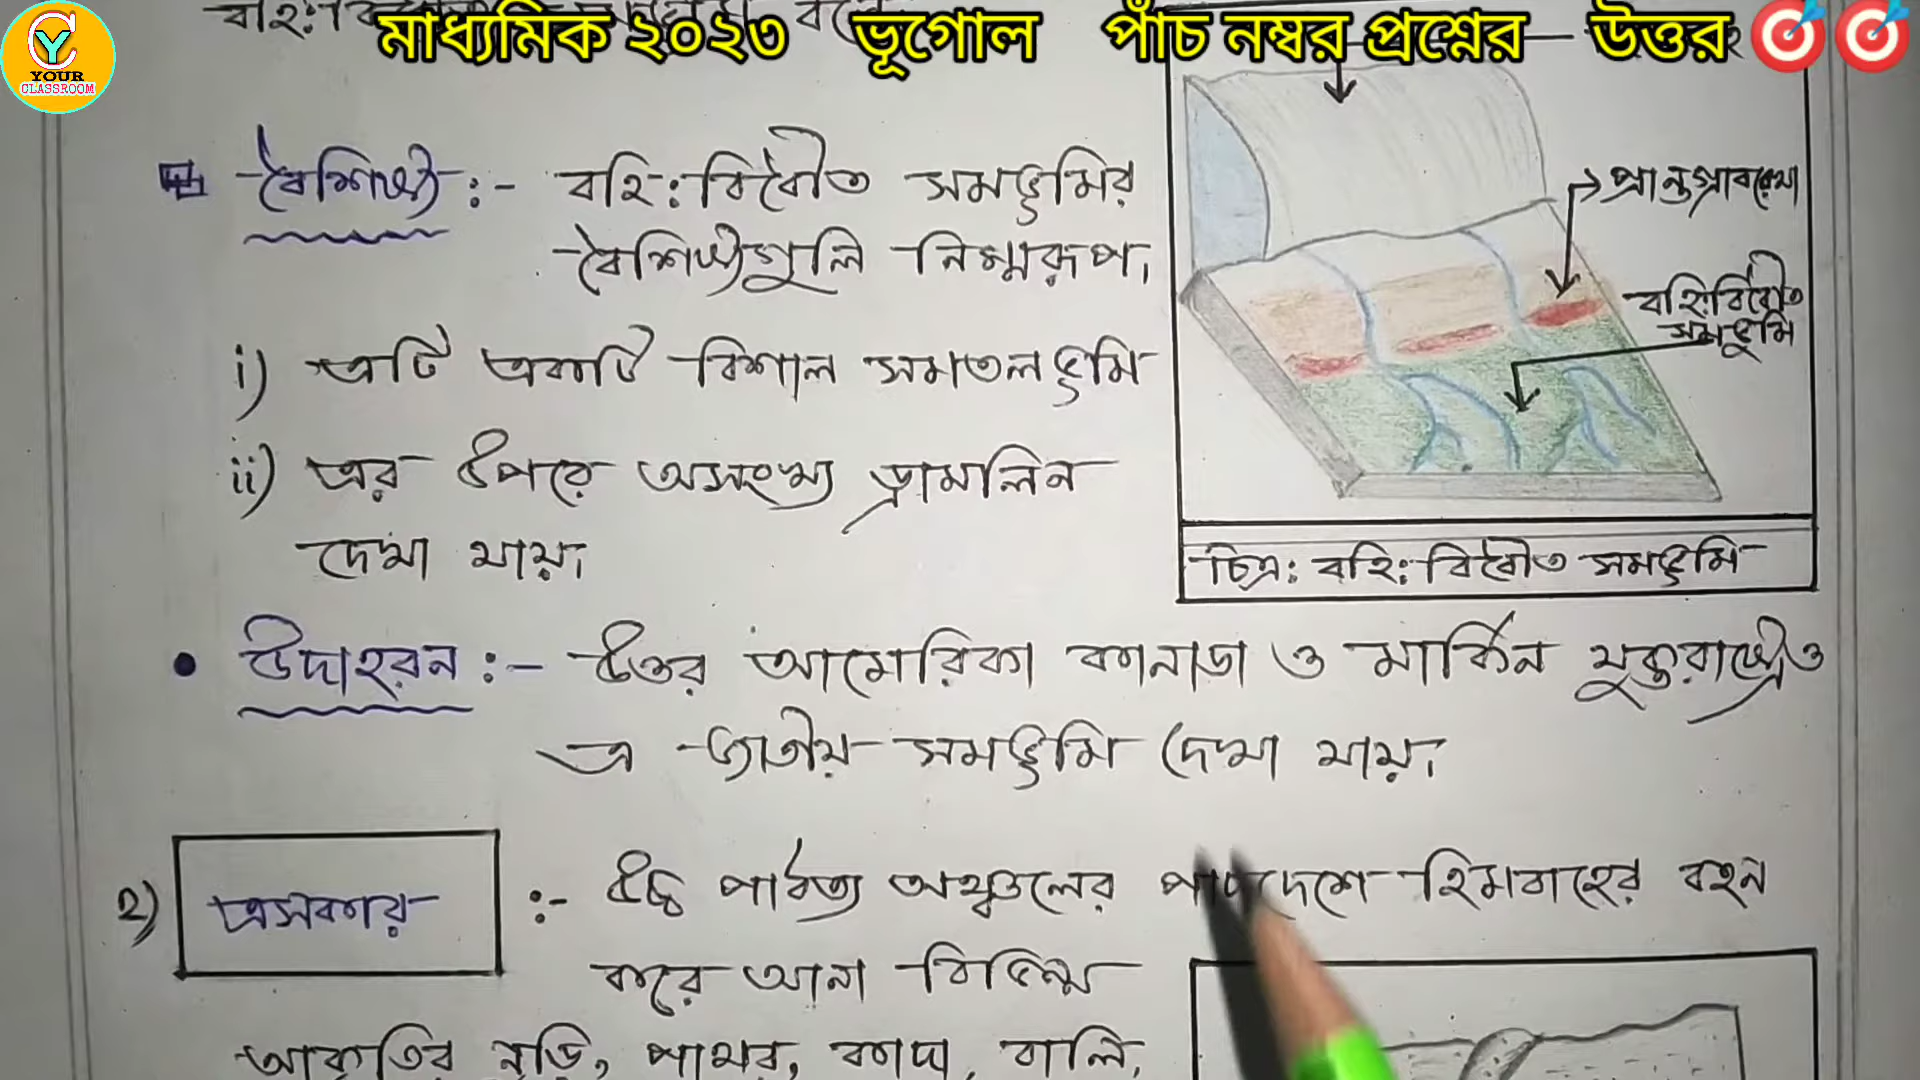 মাধ্যমিক ২০২৩ ভূগোল পাঁচ নম্বর প্রশ্নের উত্তর
YOUR
CLASSROOM
বৈশিষ্ট্য :- বহিঃবিধৌত সমভূমির
বৈশিষ্ট্যগুলি নিম্নরূপ।
i) এটি একটি বিশাল সমতলভূমি
ii) এর উপরে অসংখ্য ড্রামলিন
দেখা যায়।
প্রান্তগ্রাবরেখা
বহিঃবিধৌত
সমভূমি
চিত্র: বহিঃবিধৌত সমভূমি
• উদাহরন :- উত্তর আমেরিকা কানাডা ও মার্কিন যুক্তরাষ্ট্রেও
এ জাতীয় সমভূমি দেখা যায়।
২) এসকার :- উচ্চ পার্বত্য অঞ্চলের পাদদেশে হিমবাহের বহন
করে আনা বিভিন্ন
আকৃতির নুড়ি, পাথর, কাদা, বালি,